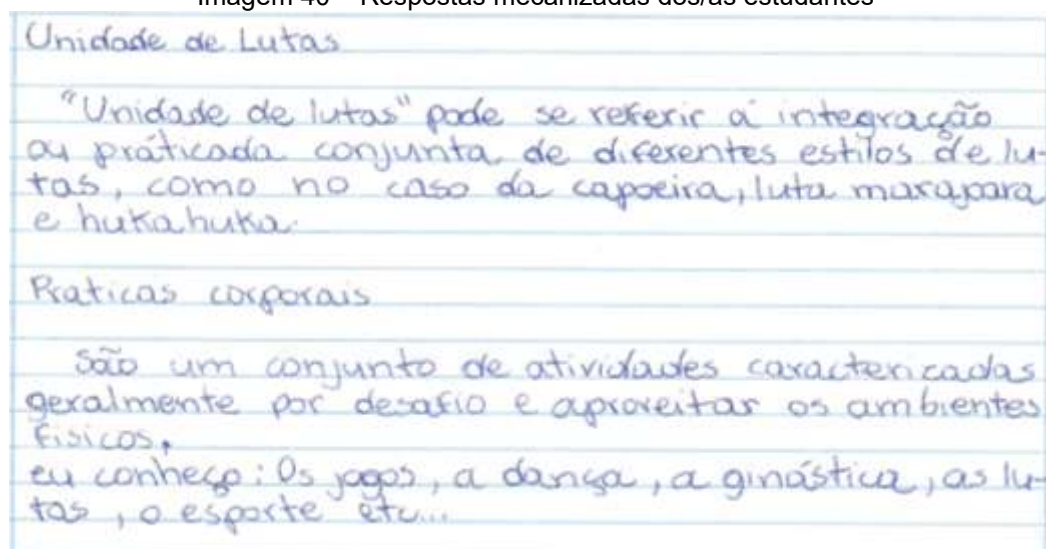 Imagem 40 – Respostas mecanizadas dos/as estudantes
Unidade de Lutas
"Unidade de lutas" pode se referir á integração
ou práticada conjunta de diferentes estilos de lu-
tas, como no caso da capoeira, luta marajoara
e huka huka.
Praticas corporais
São um conjunto de atividades caracterizadas
geralmente por desafio e aproveitar os ambientes
fisicos.
eu conheço: Os jogos, a dança, a ginástica, as lu-
tas, o esporte etc...